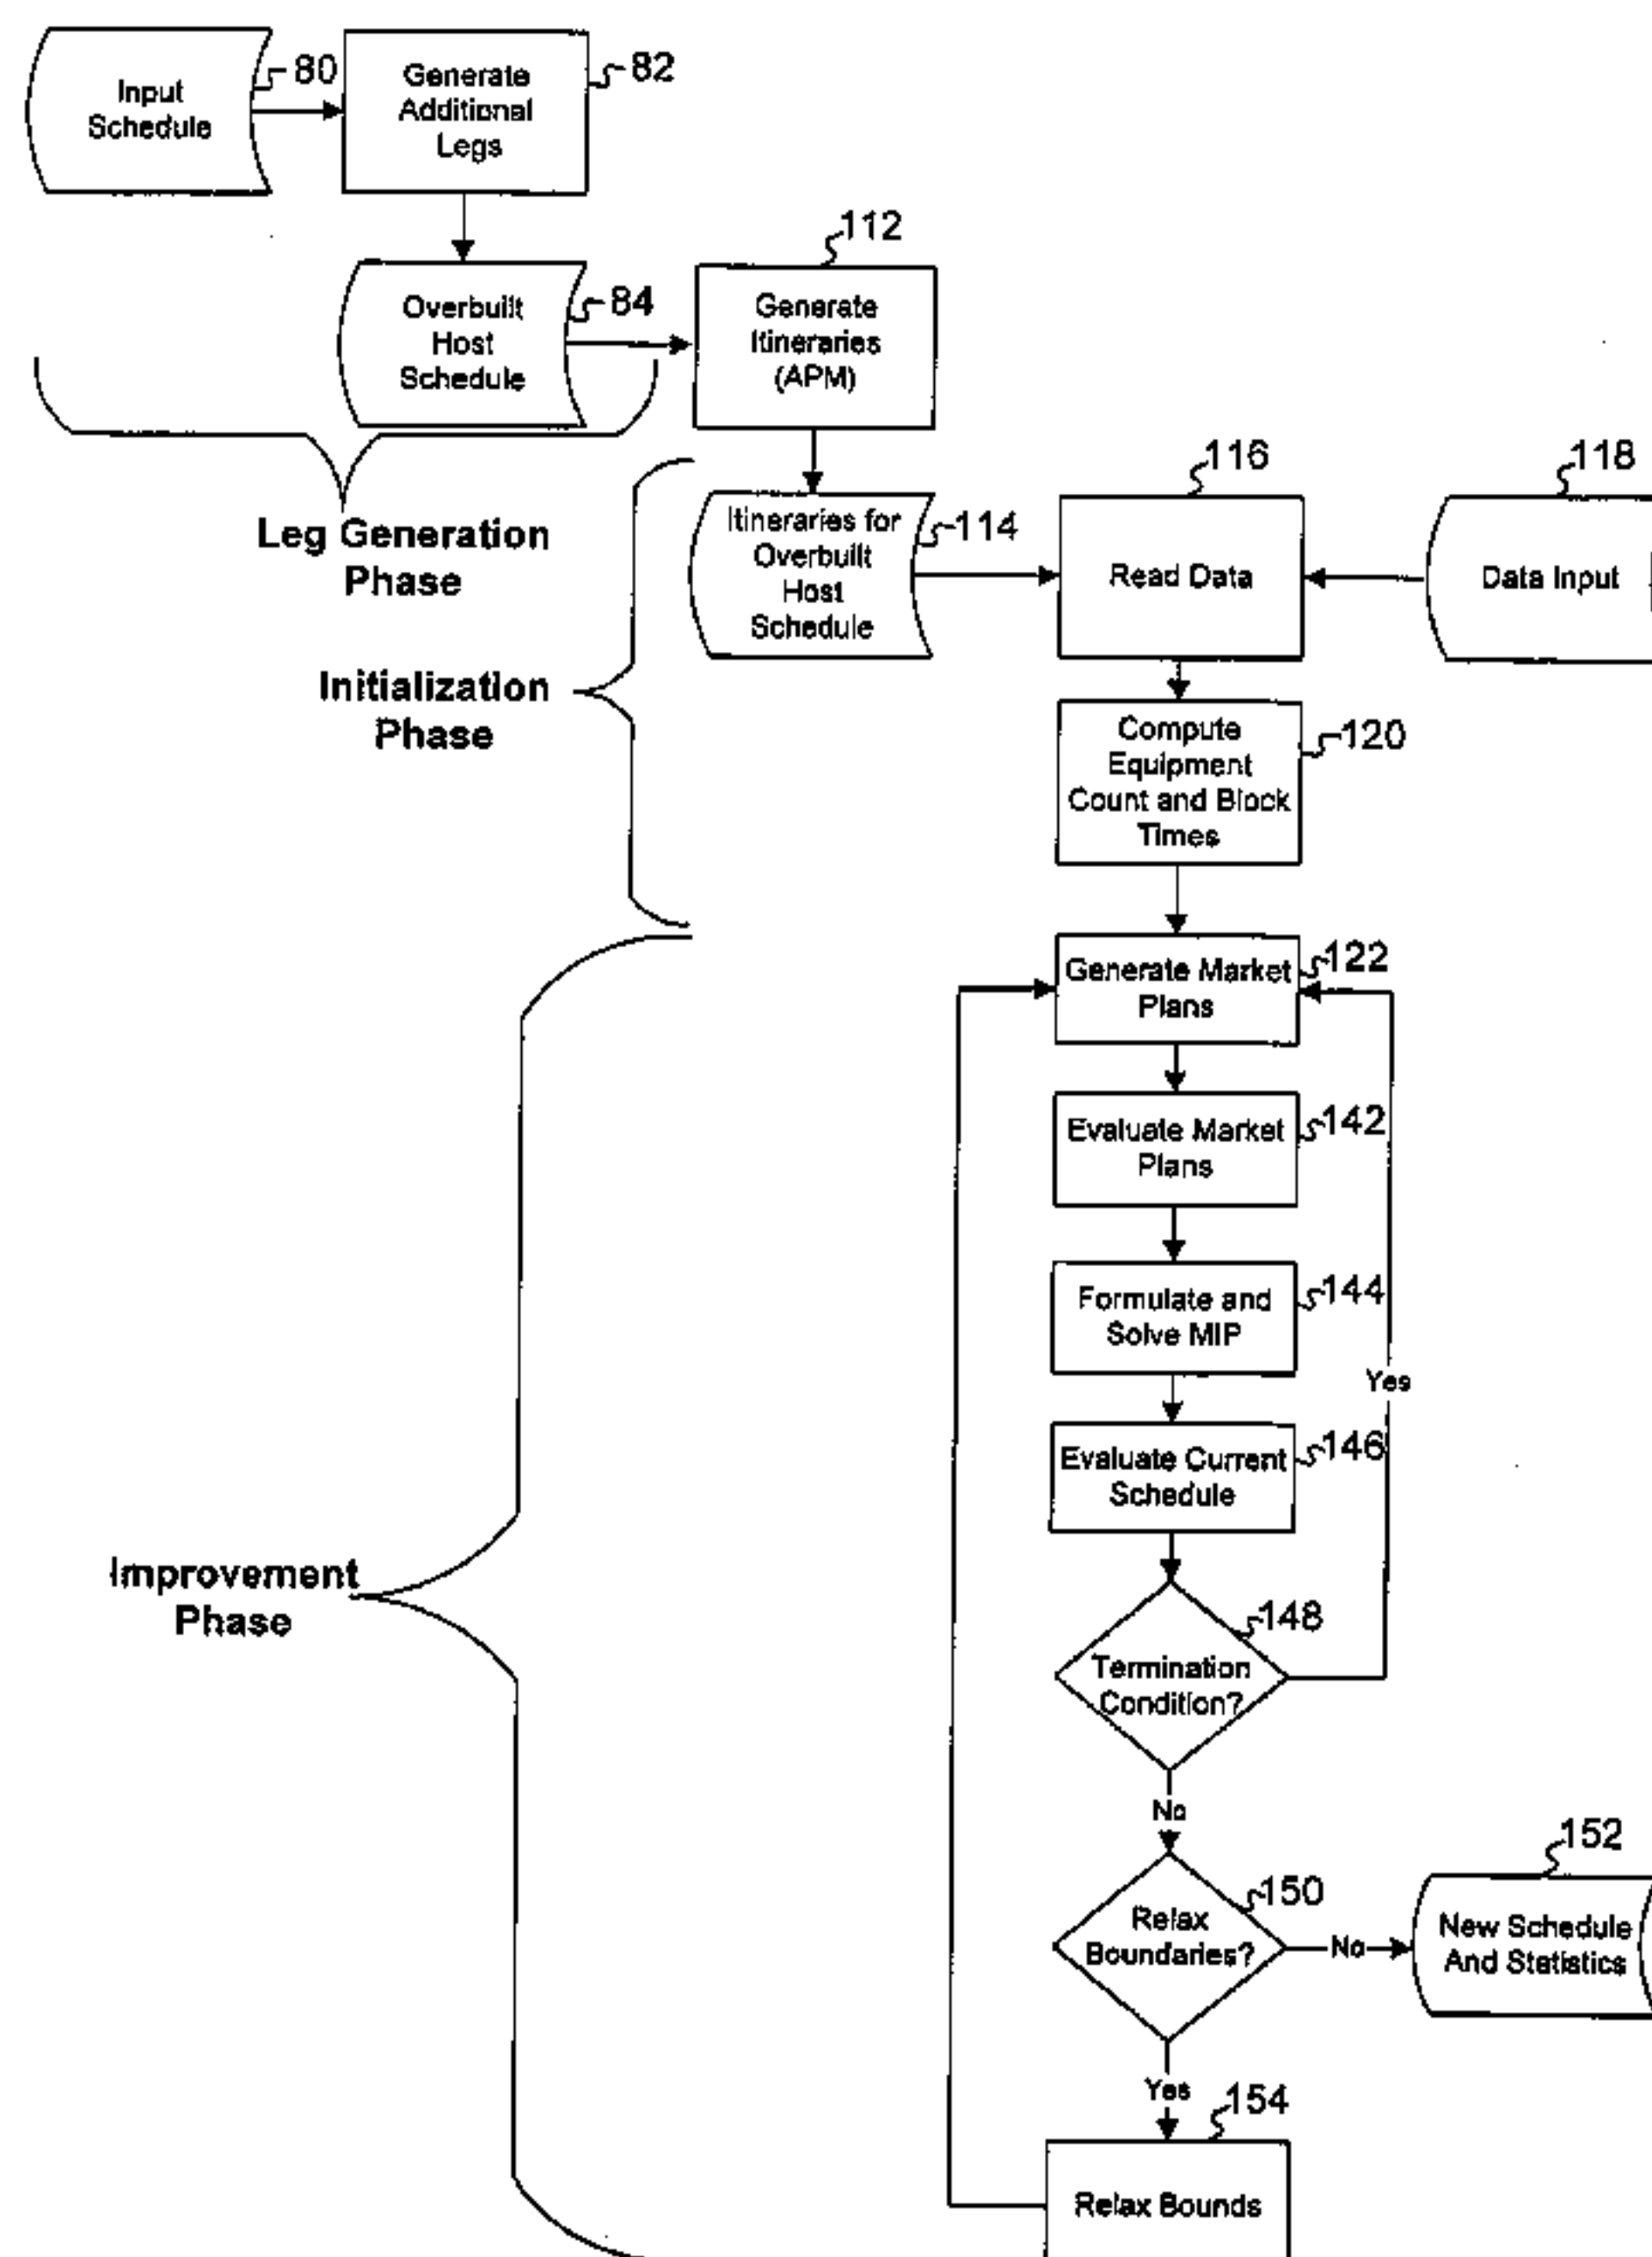 Input
Schedule
80
Generate
Additional
Legs
82
Overbuilt
Host
Schedule
84
112
Generate
Itineraries
(APM)
Leg Generation
Phase
Itineraries for
Overbuilt
Host
Schedule
114
116
Read Data
118
Data Input
Initialization
Phase
Compute
Equipment
Count and Block
Times
120
Generate Market
Plans
122
Evaluate Market
Plans
142
Formulate and
Solve MIP
144
Yes
Evaluate Current
Schedule
146
Improvement
Phase
Termination
Condition?
148
No
Relax
Boundaries?
150
No
152
New Schedule
And Statistics
Yes
154
Relax Bounds